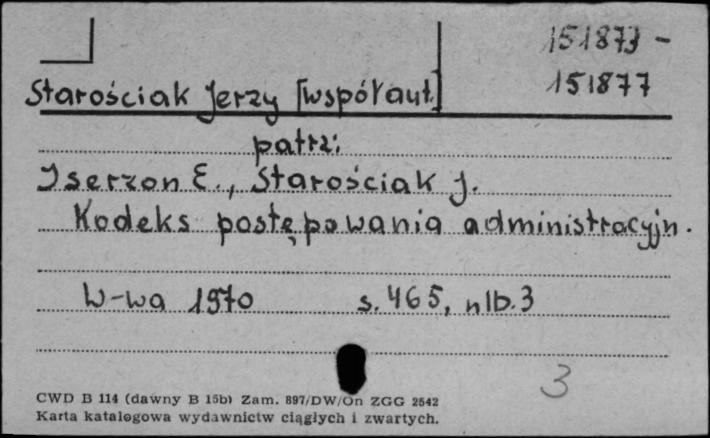 151873 -
151877
Starościak Jerzy [współaut.]
patrz:
Iserzon E., Starościak J.
Kodeks postępowania administracyjn.
W-wa 1970 s. 465, nlb. 3
3
CWD B 114 (dawny B 15b) Zam. 897/DW/On ZGG 2542
Karta katalogowa wydawnictw ciągłych i zwartych.